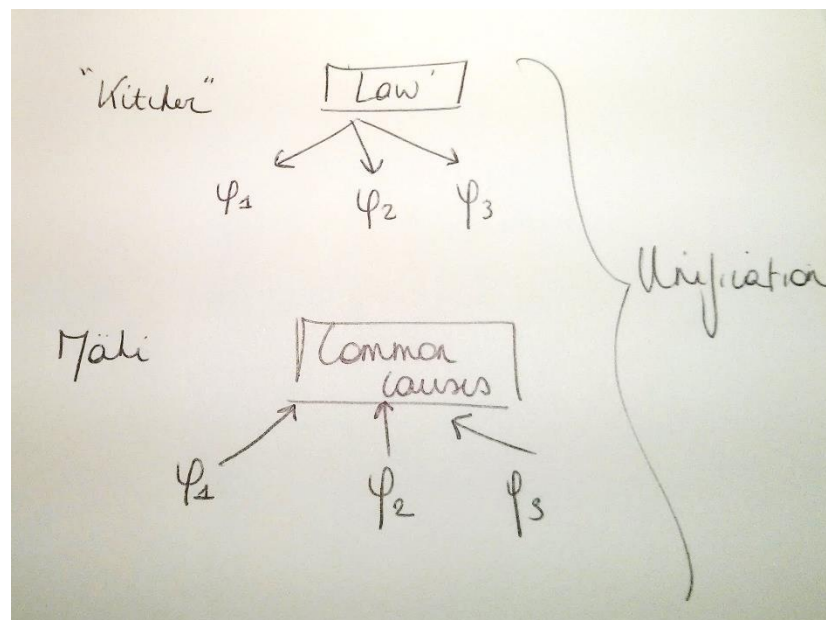 "Kitcher"
'Law'
φ1 φ2 φ3
Unification
Mäki
Common
causes
φ1 φ2 φ3